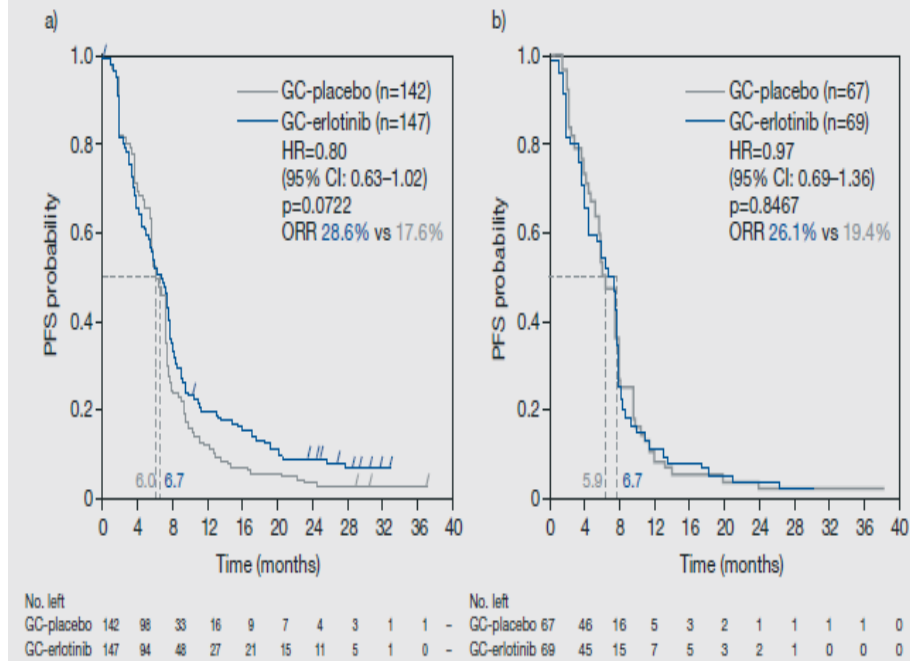 a)
PFS probability
1.0
0.8
0.6
0.4
0.2
0
GC-placebo (n=142)
GC-erlotinib (n=147)
HR=0.80
(95% CI: 0.63–1.02)
p=0.0722
ORR 28.6% vs 17.6%
6.0 6.7
0 4 8 12 16 20 24 28 32 36 40
Time (months)
No. left
GC-placebo 142 98 33 16 9 7 4 3 1 1 –
GC-erlotinib 147 94 48 27 21 15 11 5 1 0 –
b)
PFS probability
1.0
0.8
0.6
0.4
0.2
0
GC-placebo (n=67)
GC-erlotinib (n=69)
HR=0.97
(95% CI: 0.69–1.36)
p=0.8467
ORR 26.1% vs 19.4%
5.9 6.7
0 4 8 12 16 20 24 28 32 36 40
Time (months)
No. left
GC-placebo 67 46 16 5 3 2 1 1 1 1 0
GC-erlotinib 69 45 15 7 5 3 2 1 0 0 0